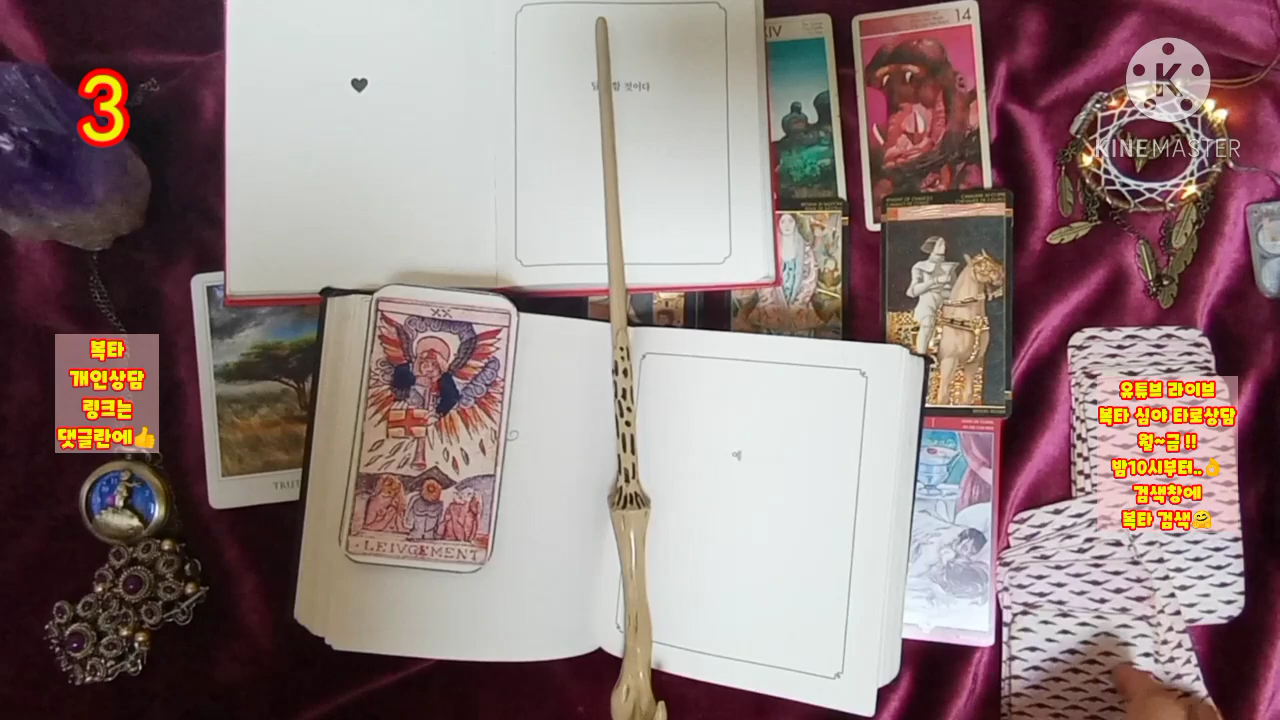 3
복타
개인상담
링크는
댓글란에👍
XIV
14
KINEMASTER
유튜브 라이브
복타 심야 타로상담
월~금 !!
밤10시부터..👌
검색창에
복타 검색🤗
XX
LEIVGEMENT
예